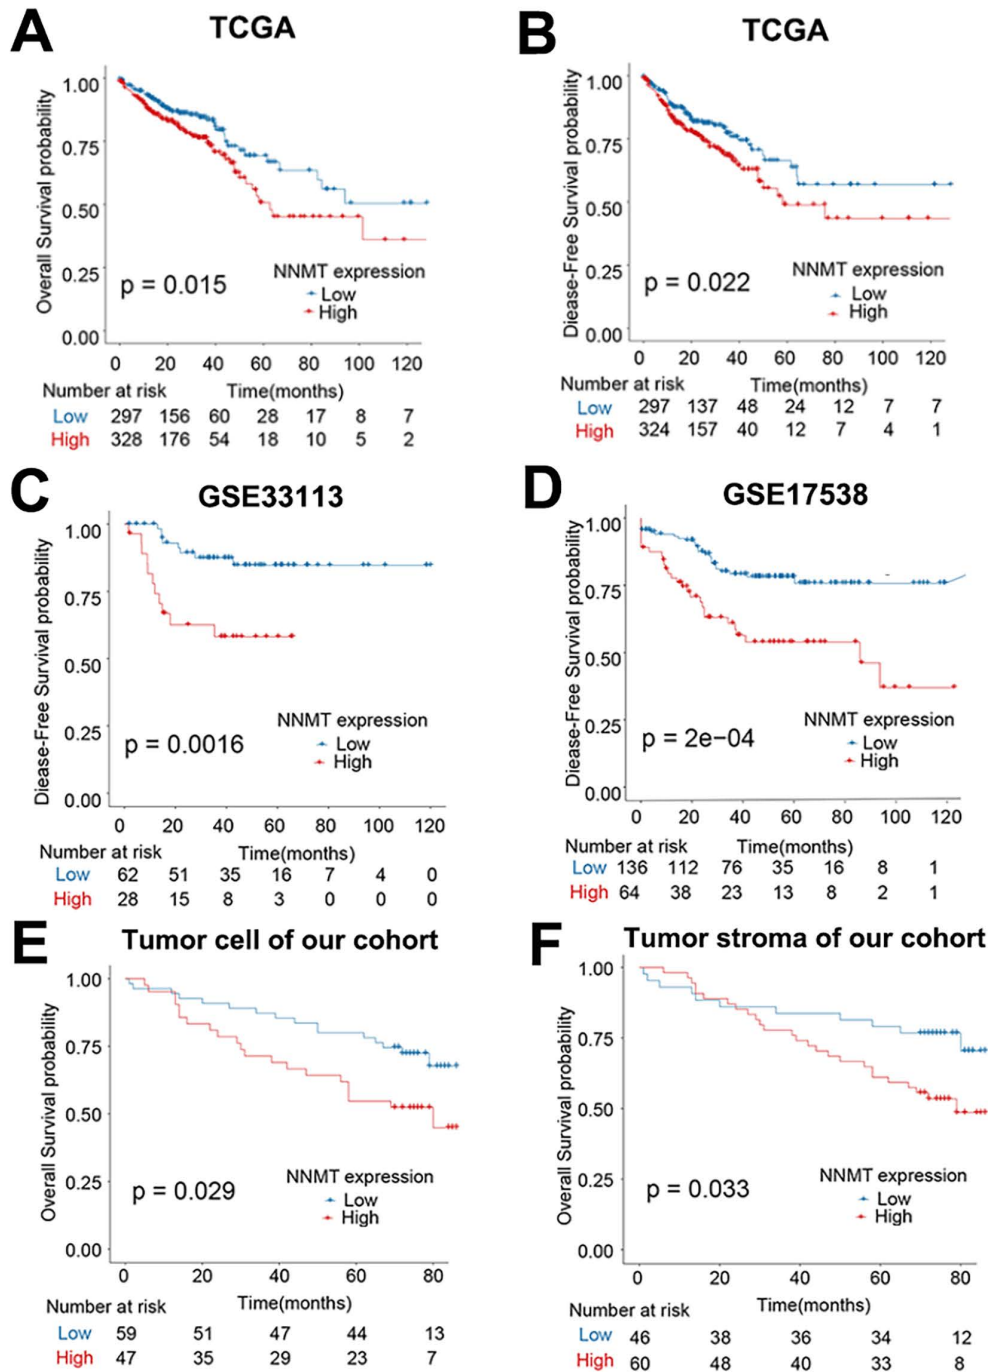 A
TCGA
Overall Survival probability
1.00
0.75
0.50
0.25
0.00
p = 0.015
NNMT expression
Low
High
0 20 40 60 80 100 120
Number at risk
Time(months)
Low 297 156 60 28 17 8 7
High 328 176 54 18 10 5 2
B
TCGA
Diease-Free Survival probability
1.00
0.75
0.50
0.25
0.00
p = 0.022
NNMT expression
Low
High
0 20 40 60 80 100 120
Number at risk
Time(months)
Low 297 137 48 24 12 7 7
High 324 157 40 12 7 4 1
C
GSE33113
Diease-Free Survival probability
1.00
0.75
0.50
0.25
0.00
p = 0.0016
NNMT expression
Low
High
0 20 40 60 80 100 120
Number at risk
Time(months)
Low 62 51 35 16 7 4 0
High 28 15 8 3 0 0 0
D
GSE17538
Diease-Free Survival probability
1.00
0.75
0.50
0.25
0.00
p = 2e−04
NNMT expression
Low
High
0 20 40 60 80 100 120
Number at risk
Time(months)
Low 136 112 76 35 16 8 1
High 64 38 23 13 8 2 1
E
Tumor cell of our cohort
Overall Survival probability
1.00
0.75
0.50
0.25
0.00
p = 0.029
NNMT expression
Low
High
0 20 40 60 80
Number at risk
Time(months)
Low 59 51 47 44 13
High 47 35 29 23 7
F
Tumor stroma of our cohort
Overall Survival probability
1.00
0.75
0.50
0.25
0.00
p = 0.033
NNMT expression
Low
High
0 20 40 60 80
Number at risk
Time(months)
Low 46 38 36 34 12
High 60 48 40 33 8